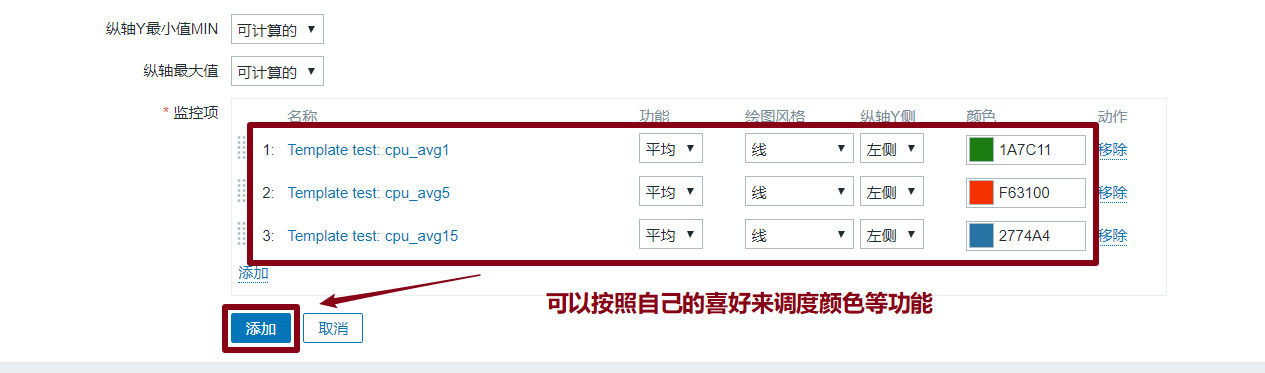 纵轴Y最小值MIN 可计算的
纵轴最大值 可计算的
* 监控项 名称 功能 绘图风格 纵轴Y侧 颜色 动作
1: Template test: cpu_avg1 平均 线 左侧 1A7C11 移除
2: Template test: cpu_avg5 平均 线 左侧 F63100 移除
3: Template test: cpu_avg15 平均 线 左侧 2774A4 移除
添加
可以按照自己的喜好来调度颜色等功能
添加 取消